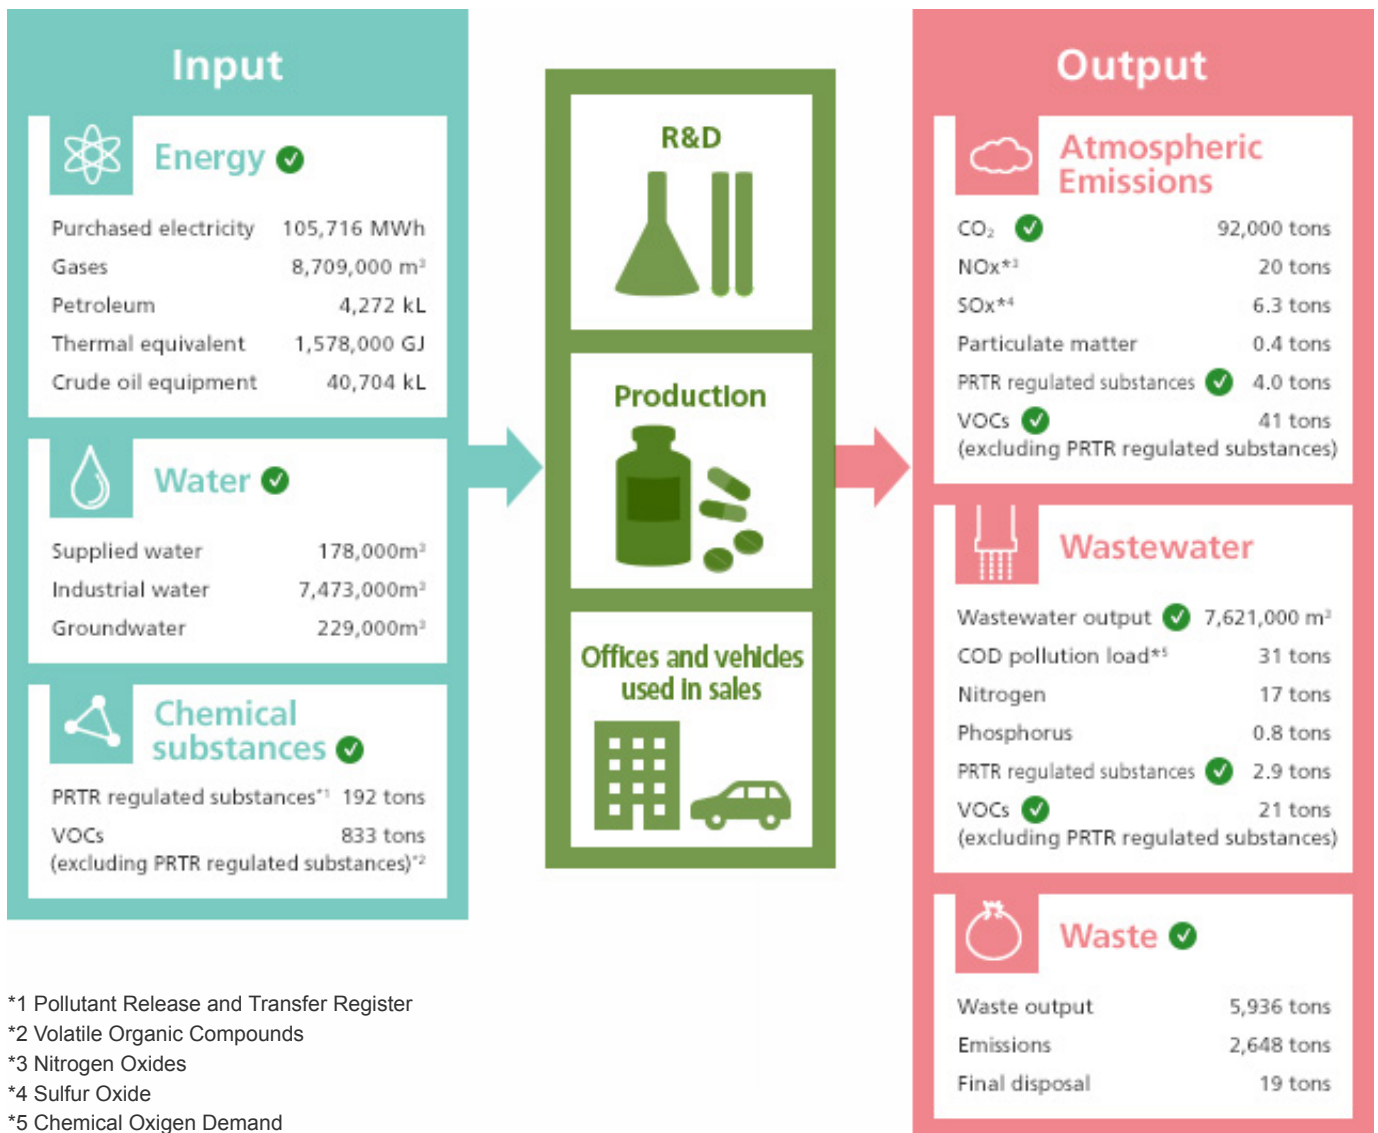 Input
Energy
Purchased electricity 105,716 MWh
Gases 8,709,000 m³
Petroleum 4,272 kL
Thermal equivalent 1,578,000 GJ
Crude oil equipment 40,704 kL
Water
Supplied water 178,000m³
Industrial water 7,473,000m³
Groundwater 229,000m³
Chemical
substances
PRTR regulated substances*1 192 tons
VOCs 833 tons
(excluding PRTR regulated substances)*2
R&D
Production
Offices and vehicles
used in sales
Output
Atmospheric
Emissions
CO₂ 92,000 tons
NOx*3 20 tons
SOx*4 6.3 tons
Particulate matter 0.4 tons
PRTR regulated substances 4.0 tons
VOCs 41 tons
(excluding PRTR regulated substances)
Wastewater
Wastewater output 7,621,000 m³
COD pollution load*5 31 tons
Nitrogen 17 tons
Phosphorus 0.8 tons
PRTR regulated substances 2.9 tons
VOCs 21 tons
(excluding PRTR regulated substances)
Waste
Waste output 5,936 tons
Emissions 2,648 tons
Final disposal 19 tons
*1 Pollutant Release and Transfer Register
*2 Volatile Organic Compounds
*3 Nitrogen Oxides
*4 Sulfur Oxide
*5 Chemical Oxigen Demand